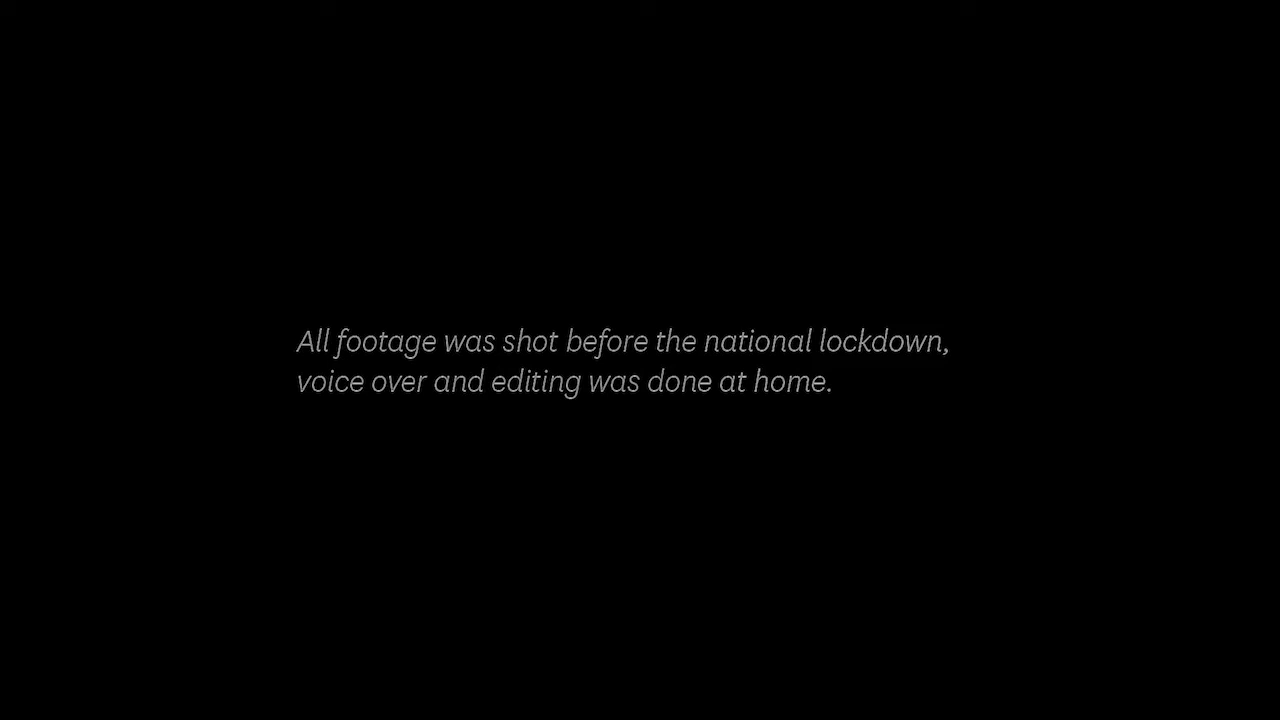 All footage was shot before the national lockdown,
voice over and editing was done at home.